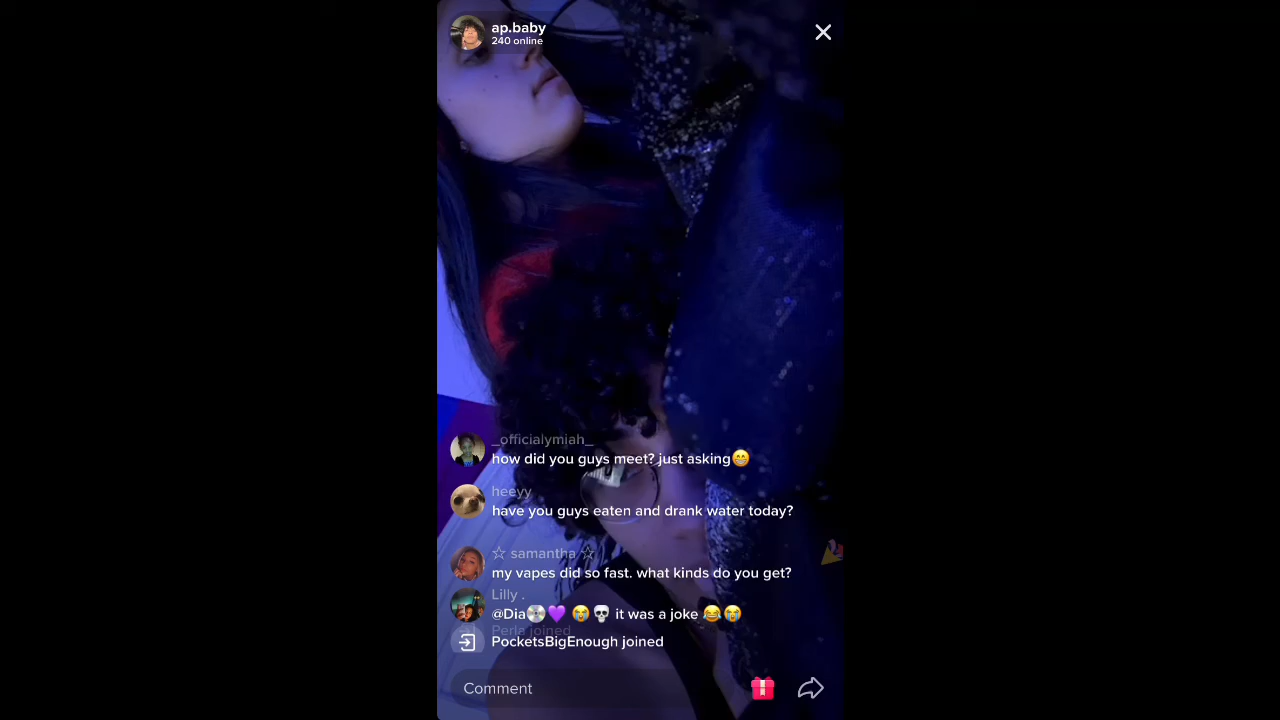 ap.baby
240 online
_officialymiah_
how did you guys meet? just asking😁
heeyy
have you guys eaten and drank water today?
☆ samantha ☆
my vapes did so fast. what kinds do you get?
Lilly .
@Dia💿💜 😭💀 it was a joke 😂😭
Perla joined
PocketsBigEnough joined
Comment